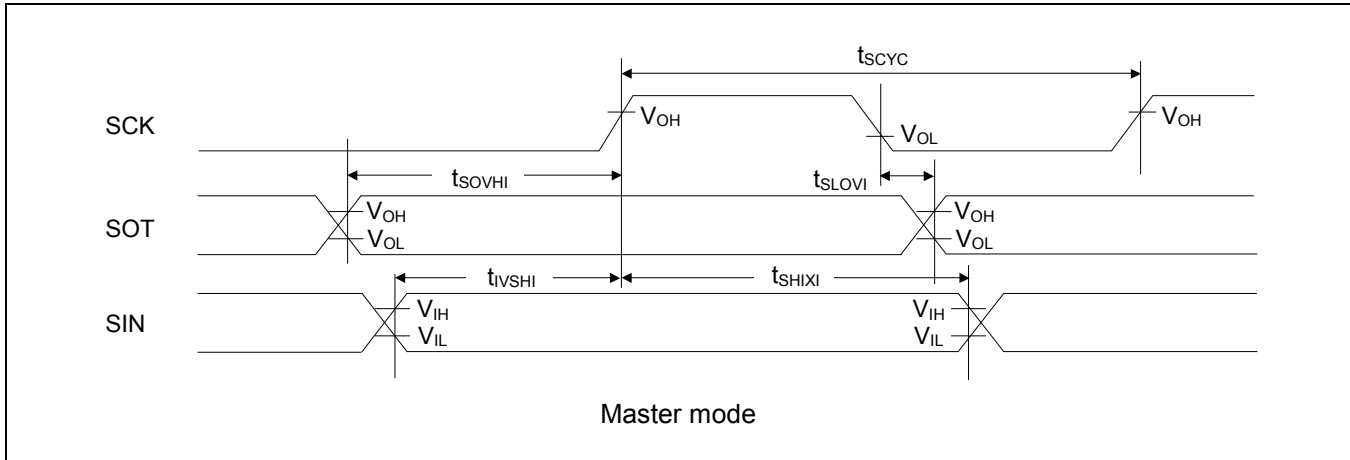 tSCYC
SCK
VOH
VOL
VOH
tSOVHI
tSLOVI
SOT
VOH
VOL
VOH
VOL
tIVSHI
tSHIXI
SIN
VIH
VIL
VIH
VIL
Master mode